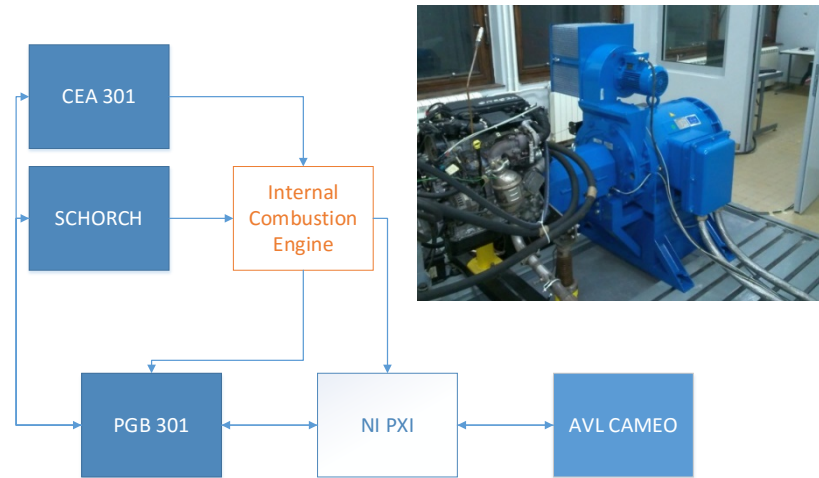 CEA 301
SCHORCH
Internal
Combustion
Engine
PGB 301
NI PXI
AVL CAMEO